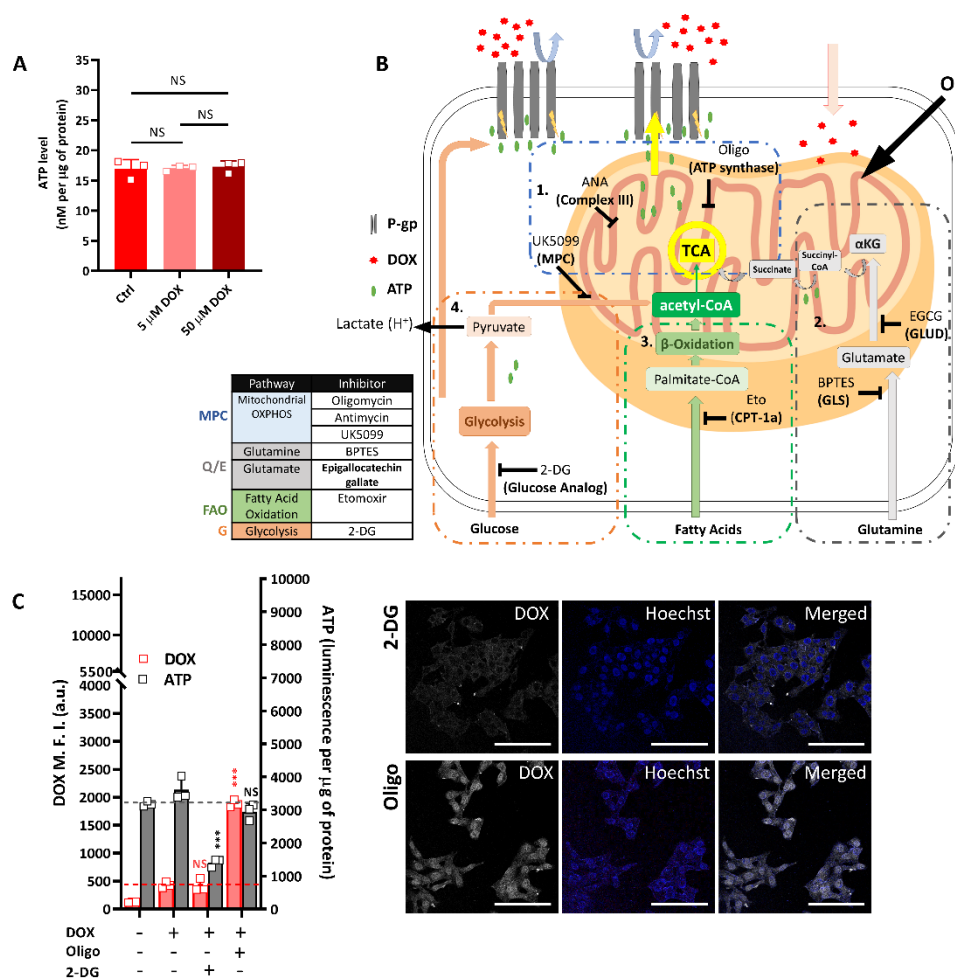 A
ATP level
(nM per µg of protein)
35
30
25
20
15
10
5
0
NS
NS
NS
Ctrl
5 µM DOX
50 µM DOX
B
O
P-gp
DOX
ATP
1.
ANA
(Complex III)
Oligo
(ATP synthase)
UK5099
(MPC)
TCA
Succinate
Succinyl-
CoA
αKG
4.
acetyl-CoA
Lactate (H⁺)
Pyruvate
2.
EGCG
(GLUD)
3.
β-Oxidation
Glutamate
Palmitate-CoA
BPTES
(GLS)
Eto
(CPT-1a)
Glycolysis
2-DG
(Glucose Analog)
Glucose
Fatty Acids
Glutamine
Pathway Inhibitor
MPC Mitochondrial OXPHOS Oligomycin
Antimycin
UK5099
Q/E Glutamine BPTES
Glutamate Epigallocatechin gallate
FAO Fatty Acid Oxidation Etomoxir
G Glycolysis 2-DG
C
DOX M. F. I. (a.u.)
15000
10000
5500
4000
3500
3000
2500
2000
1500
1000
500
0
DOX
ATP
NS
***
***
NS
10000
9000
8000
7000
6000
5000
4000
3000
2000
1000
0
ATP (luminescence per µg of protein)
DOX - + + +
Oligo - - - +
2-DG - - + -
2-DG
DOX
Hoechst
Merged
Oligo
DOX
Hoechst
Merged